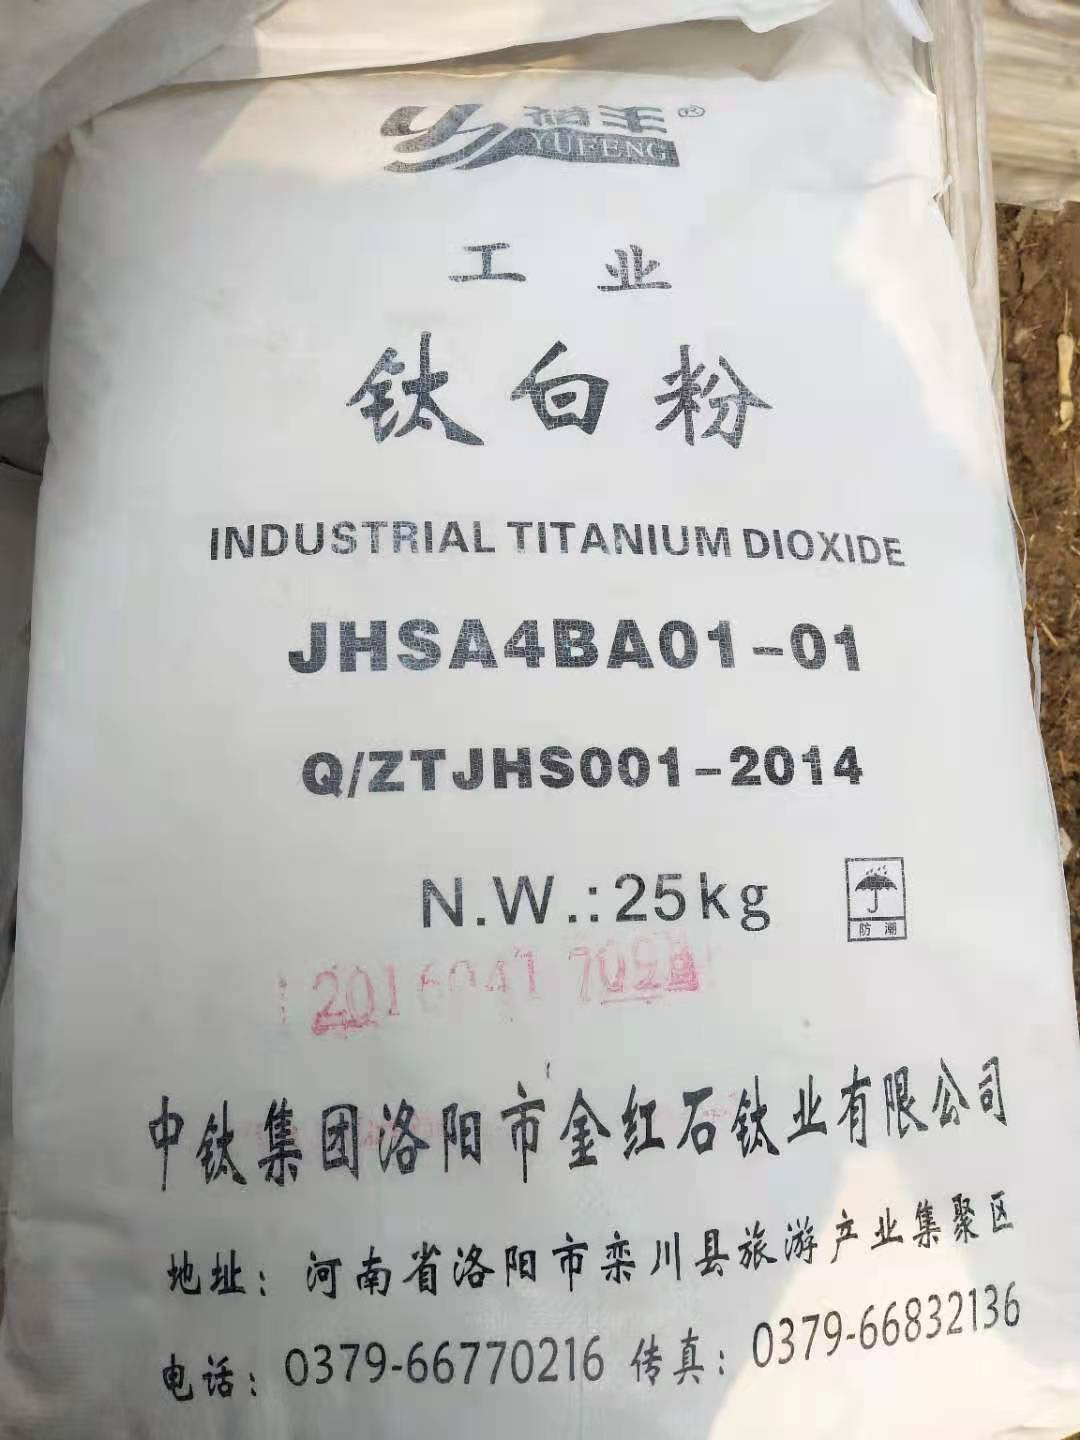 YUFENG
工业
钛白粉
INDUSTRIAL TITANIUM DIOXIDE
JHSA4BA01-01
Q/ZTJHS001-2014
N.W.:25kg
防潮
中钛集团洛阳市金红石钛业有限公司
地址：河南省洛阳市栾川县旅游产业集聚区
电话：0379-66770216 传真：0379-66832136